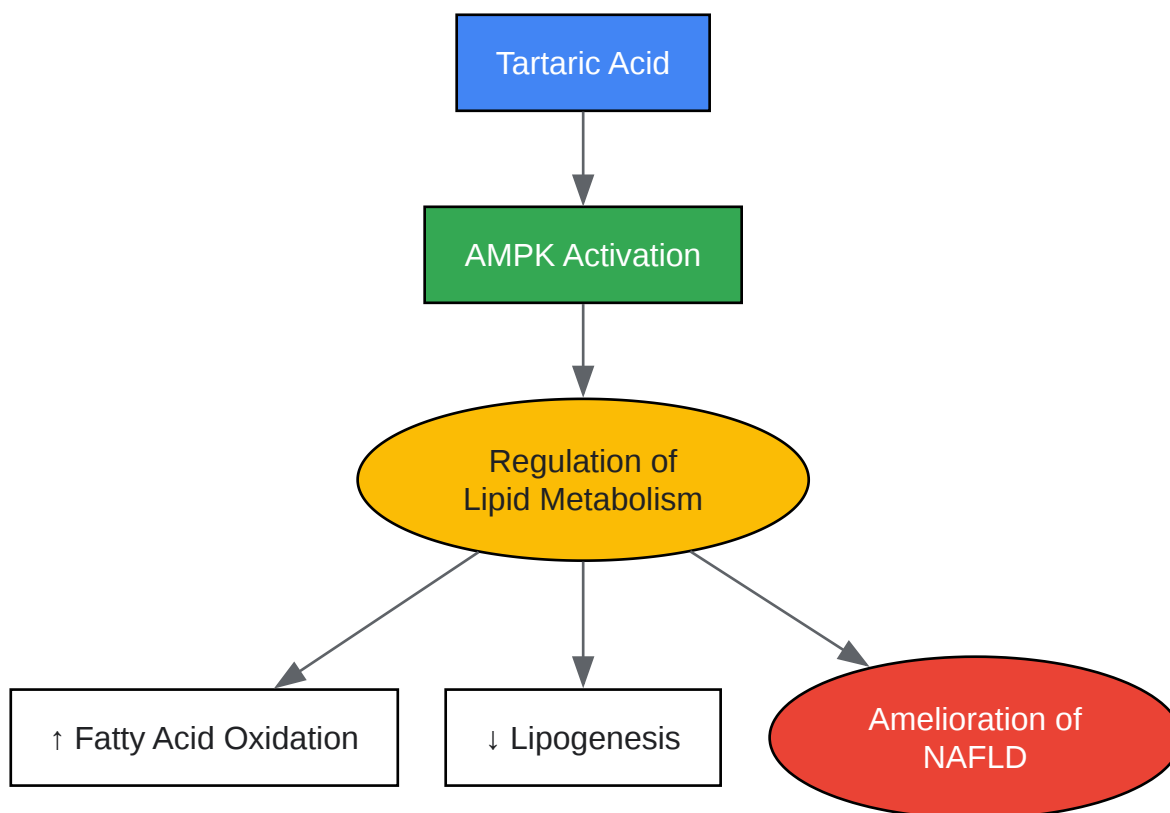 Tartaric Acid
AMPK Activation
Regulation of
Lipid Metabolism
↑ Fatty Acid Oxidation
↓ Lipogenesis
Amelioration of
NAFLD